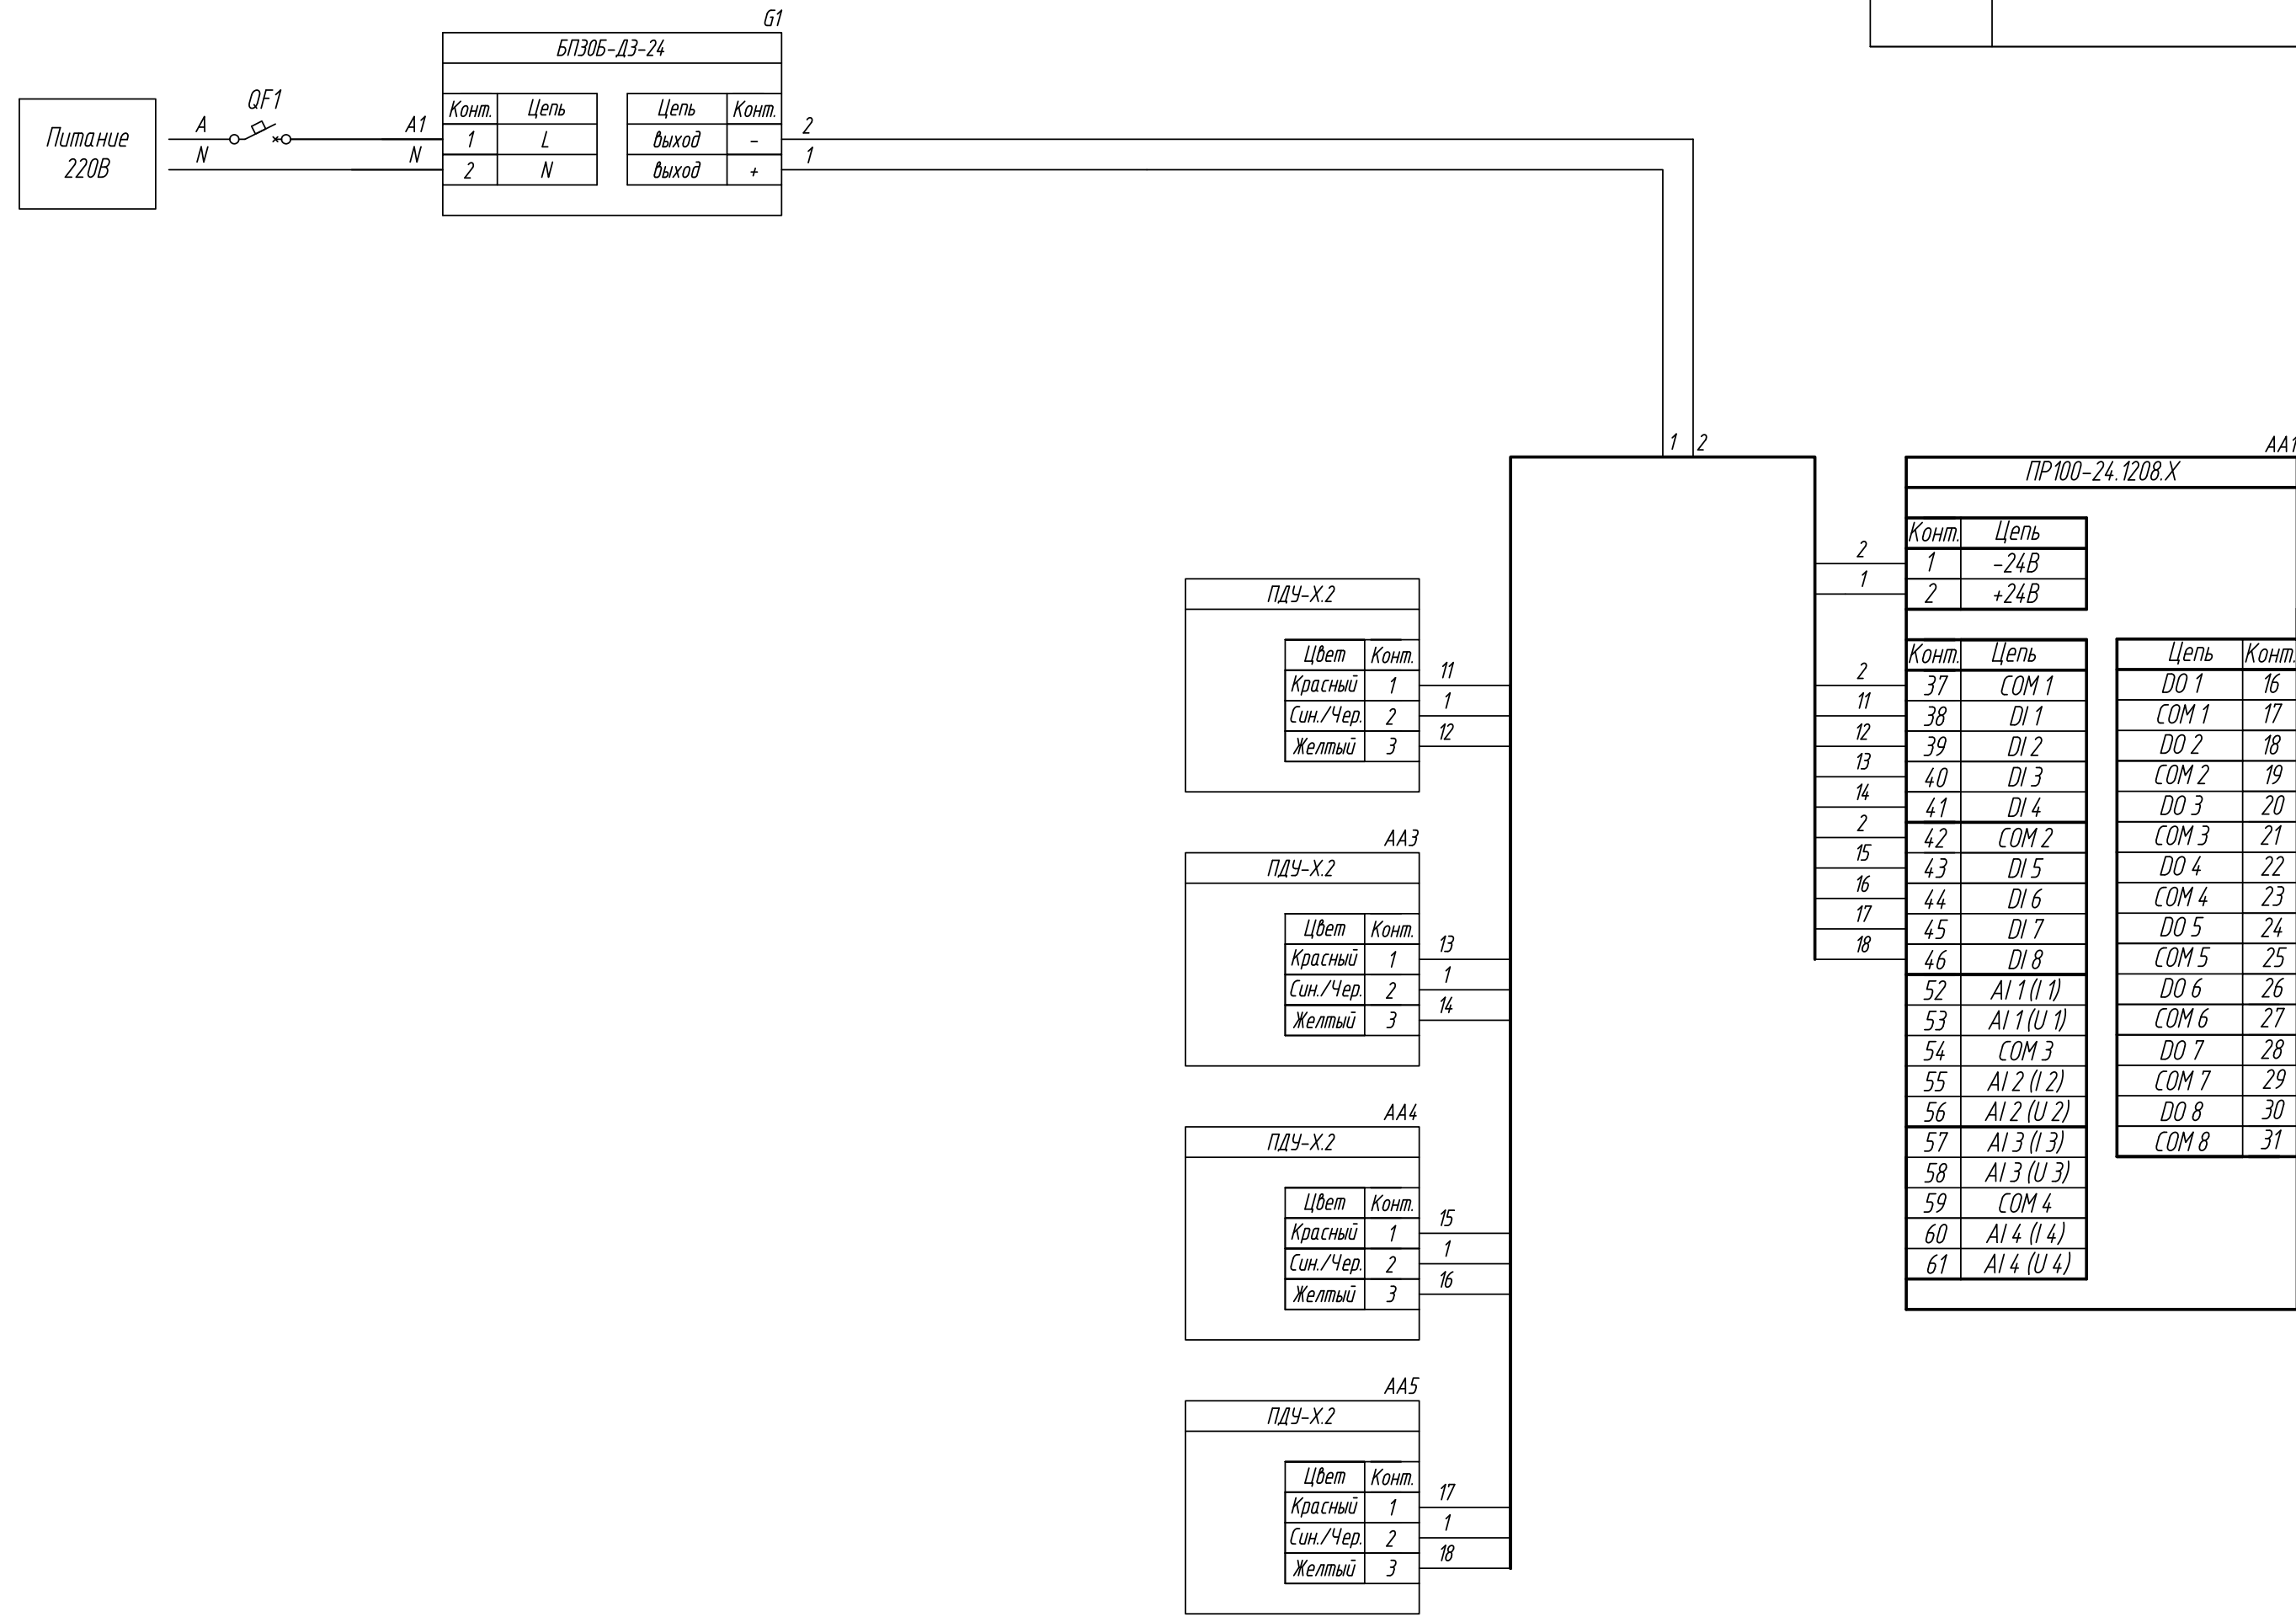 G1
БП30Б-Д3-24
Конт. Цепь Цепь Конт.
1 L выход -
2 N выход +
Питание
220В
QF1
A A1 2
N N 1
1 2
AA1
ПР100-24.1208.X
Конт. Цепь
2 1 -24В
1 2 +24В
Конт. Цепь
2 37 COM 1
11 38 DI 1
12 39 DI 2
13 40 DI 3
14 41 DI 4
2 42 COM 2
15 43 DI 5
16 44 DI 6
17 45 DI 7
18 46 DI 8
52 AI 1 (I 1)
53 AI 1 (U 1)
54 COM 3
55 AI 2 (I 2)
56 AI 2 (U 2)
57 AI 3 (I 3)
58 AI 3 (U 3)
59 COM 4
60 AI 4 (I 4)
61 AI 4 (U 4)
Цепь Конт.
DO 1 16
COM 1 17
DO 2 18
COM 2 19
DO 3 20
COM 3 21
DO 4 22
COM 4 23
DO 5 24
COM 5 25
DO 6 26
COM 6 27
DO 7 28
COM 7 29
DO 8 30
COM 8 31
ПДУ-X.2
Цвет Конт.
Красный 1 11
Син./Чер. 2 1
Желтый 3 12
AA3
ПДУ-X.2
Цвет Конт.
Красный 1 13
Син./Чер. 2 1
Желтый 3 14
AA4
ПДУ-X.2
Цвет Конт.
Красный 1 15
Син./Чер. 2 1
Желтый 3 16
AA5
ПДУ-X.2
Цвет Конт.
Красный 1 17
Син./Чер. 2 1
Желтый 3 18